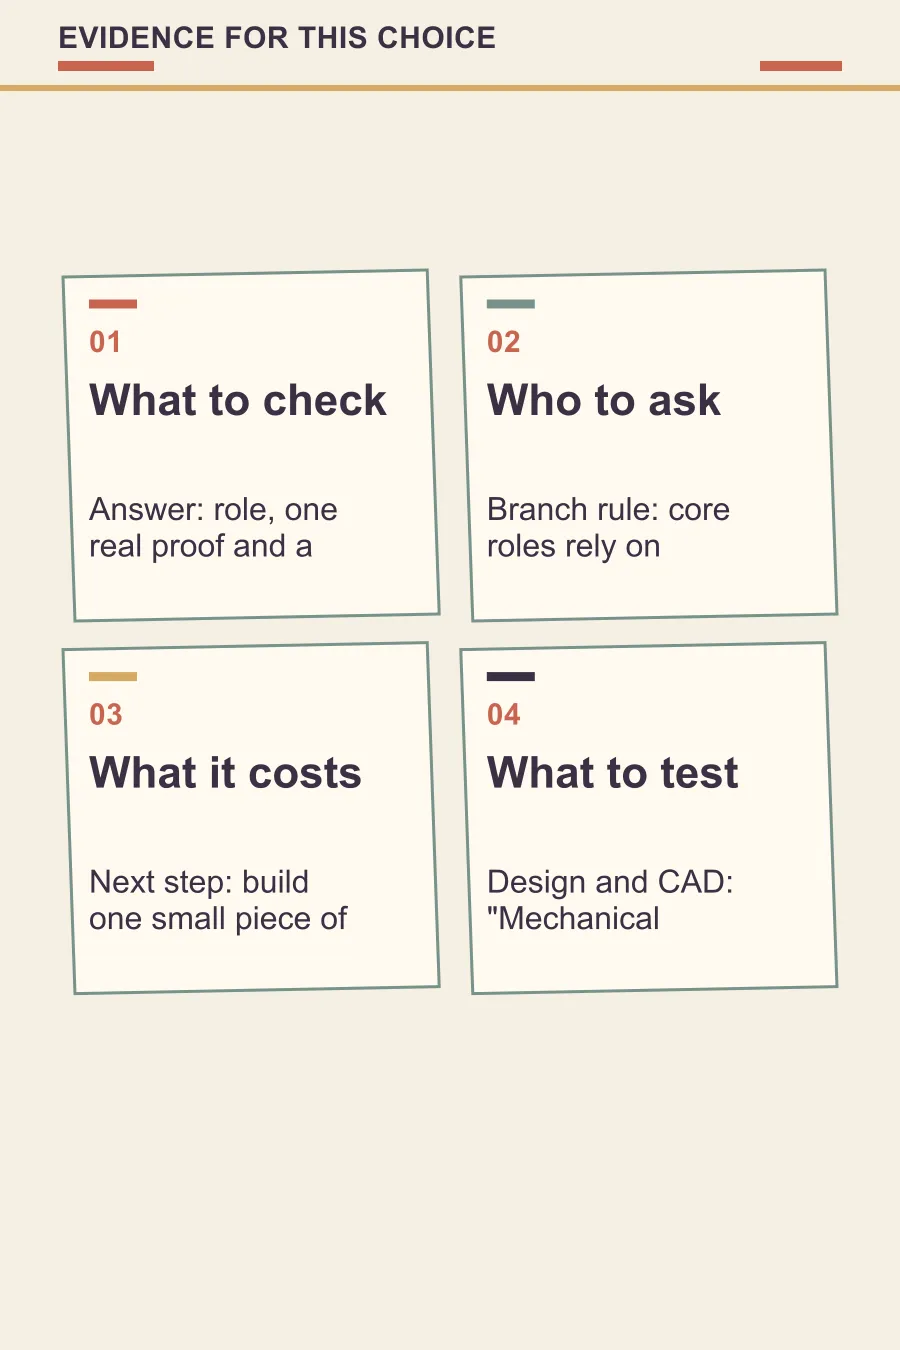 EVIDENCE FOR THIS CHOICE
01
What to check
Answer: role, one
real proof and a
02
Who to ask
Branch rule: core
roles rely on
03
What it costs
Next step: build
one small piece of
04
What to test
Design and CAD:
"Mechanical